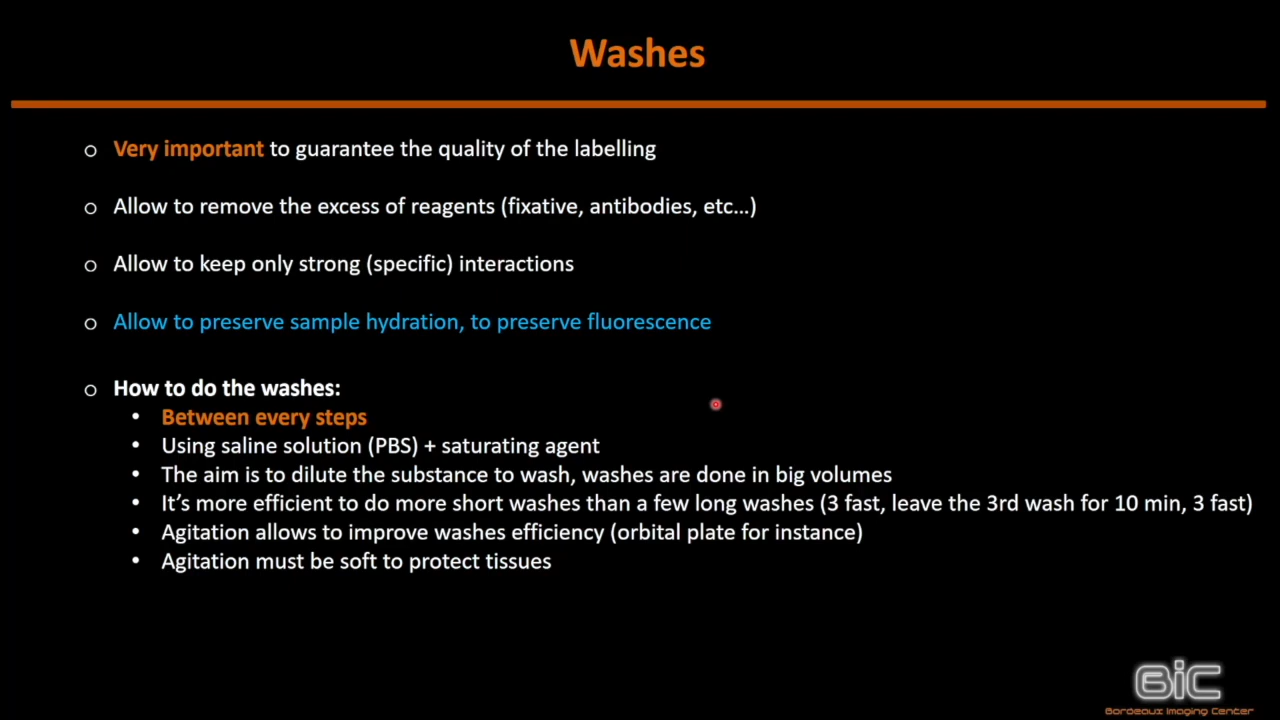 Washes
o Very important to guarantee the quality of the labelling
o Allow to remove the excess of reagents (fixative, antibodies, etc...)
o Allow to keep only strong (specific) interactions
o Allow to preserve sample hydration, to preserve fluorescence
o How to do the washes:
• Between every steps
• Using saline solution (PBS) + saturating agent
• The aim is to dilute the substance to wash, washes are done in big volumes
• It's more efficient to do more short washes than a few long washes (3 fast, leave the 3rd wash for 10 min, 3 fast)
• Agitation allows to improve washes efficiency (orbital plate for instance)
• Agitation must be soft to protect tissues
BiC
Bordeaux Imaging Center